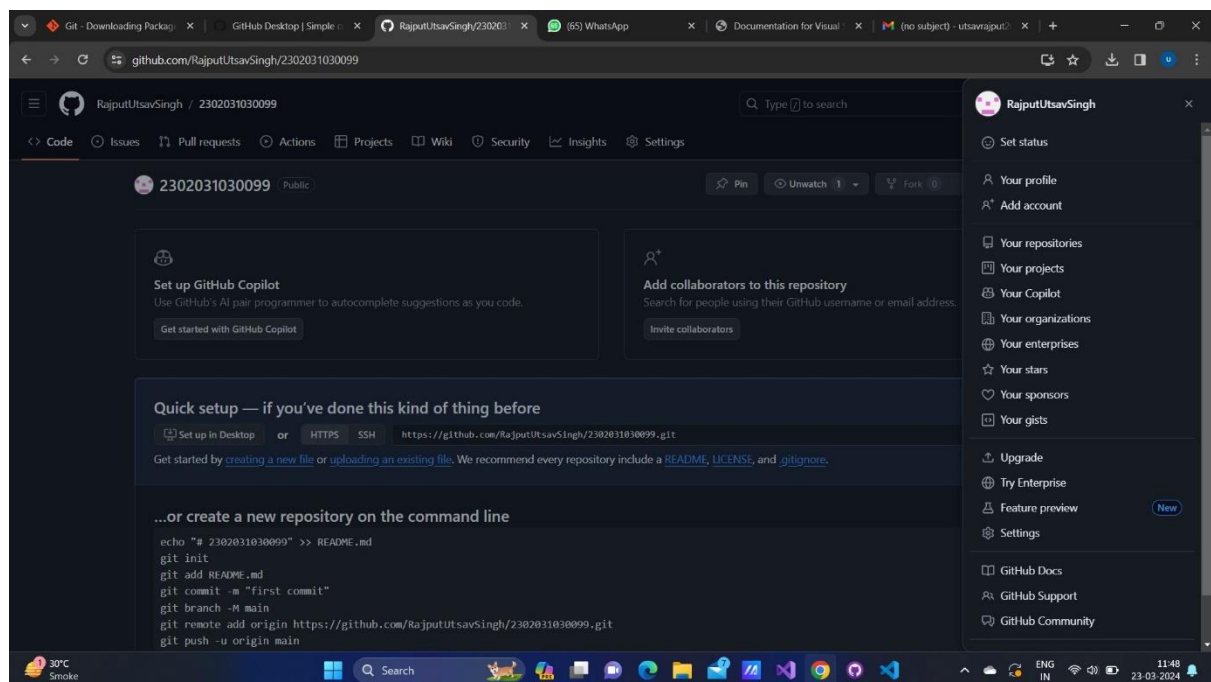 Git - Downloading Packag
GitHub Desktop | Simple c
RajputUtsavSingh/230203
(65) WhatsApp
Documentation for Visual S
(no subject) - utsavrajput2
github.com/RajputUtsavSingh/2302031030099
RajputUtsavSingh / 2302031030099
Type / to search
<> Code Issues Pull requests Actions Projects Wiki Security Insights Settings
2302031030099 Public
Pin Unwatch 1 Fork 0
Set up GitHub Copilot
Use GitHub's AI pair programmer to autocomplete suggestions as you code.
Get started with GitHub Copilot
Add collaborators to this repository
Search for people using their GitHub username or email address.
Invite collaborators
Quick setup — if you've done this kind of thing before
Set up in Desktop or HTTPS SSH https://github.com/RajputUtsavSingh/2302031030099.git
Get started by creating a new file or uploading an existing file. We recommend every repository include a README, LICENSE, and .gitignore.
...or create a new repository on the command line
echo "# 2302031030099" >> README.md
git init
git add README.md
git commit -m "first commit"
git branch -M main
git remote add origin https://github.com/RajputUtsavSingh/2302031030099.git
git push -u origin main
RajputUtsavSingh
Set status
Your profile
Add account
Your repositories
Your projects
Your Copilot
Your organizations
Your enterprises
Your stars
Your sponsors
Your gists
Upgrade
Try Enterprise
Feature preview New
Settings
GitHub Docs
GitHub Support
GitHub Community
30°C
Smoke
Search
ENG
IN
11:48
23-03-2024